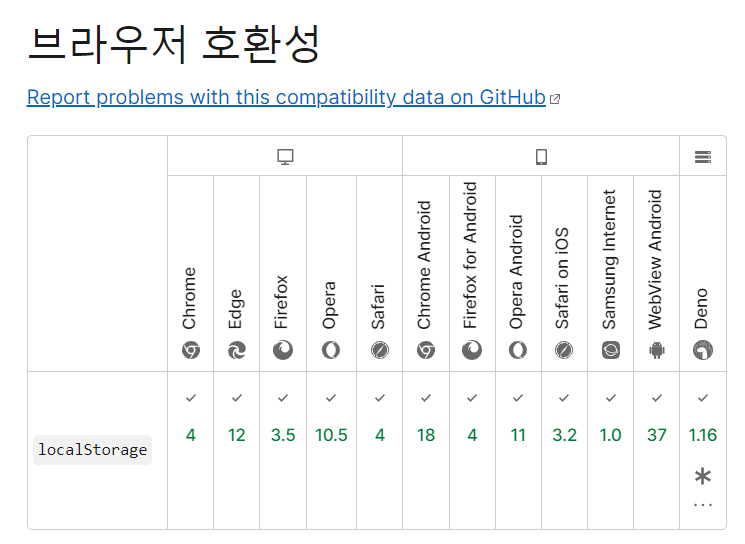 브라우저 호환성
Report problems with this compatibility data on GitHub
Chrome
Edge
Firefox
Opera
Safari
Chrome Android
Firefox for Android
Opera Android
Safari on iOS
Samsung Internet
WebView Android
Deno
localStorage
✓ ✓ ✓ ✓ ✓ ✓ ✓ ✓ ✓ ✓ ✓ ✓
4 12 3.5 10.5 4 18 4 11 3.2 1.0 37 1.16
*
...